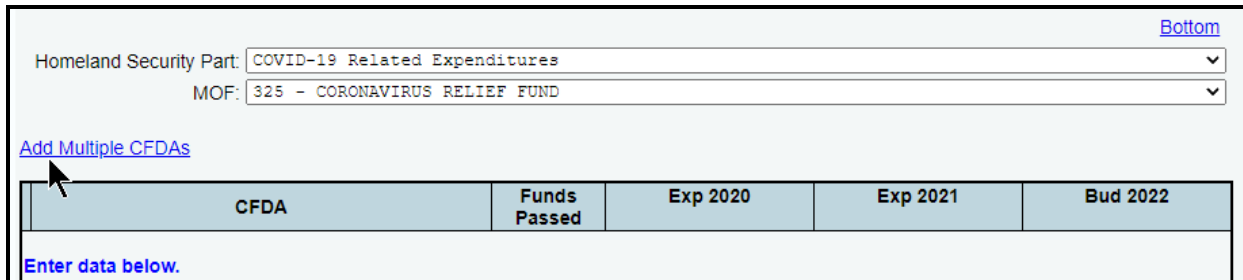 Bottom
Homeland Security Part: COVID-19 Related Expenditures
MOF: 325 - CORONAVIRUS RELIEF FUND
Add Multiple CFDAs
CFDA Funds Passed Exp 2020 Exp 2021 Bud 2022
Enter data below.